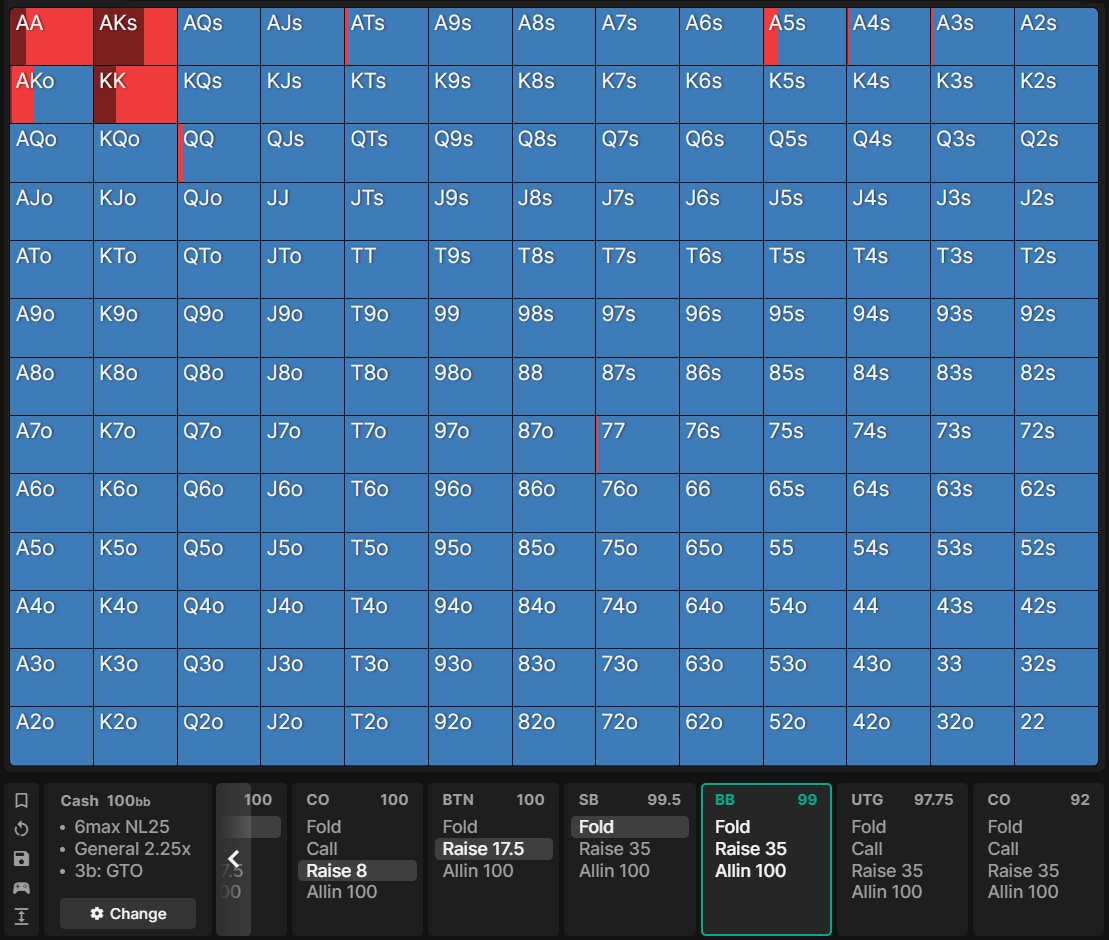 AA AKs AQs AJs ATs A9s A8s A7s A6s A5s A4s A3s A2s
AKo KK KQs KJs KTs K9s K8s K7s K6s K5s K4s K3s K2s
AQo KQo QQ QJs QTs Q9s Q8s Q7s Q6s Q5s Q4s Q3s Q2s
AJo KJo QJo JJ JTs J9s J8s J7s J6s J5s J4s J3s J2s
ATo KTo QTo JTo TT T9s T8s T7s T6s T5s T4s T3s T2s
A9o K9o Q9o J9o T9o 99 98s 97s 96s 95s 94s 93s 92s
A8o K8o Q8o J8o T8o 98o 88 87s 86s 85s 84s 83s 82s
A7o K7o Q7o J7o T7o 97o 87o 77 76s 75s 74s 73s 72s
A6o K6o Q6o J6o T6o 96o 86o 76o 66 65s 64s 63s 62s
A5o K5o Q5o J5o T5o 95o 85o 75o 65o 55 54s 53s 52s
A4o K4o Q4o J4o T4o 94o 84o 74o 64o 54o 44 43s 42s
A3o K3o Q3o J3o T3o 93o 83o 73o 63o 53o 43o 33 32s
A2o K2o Q2o J2o T2o 92o 82o 72o 62o 52o 42o 32o 22
Cash 100bb
• 6max NL25
• General 2.25x
• 3b: GTO
Change
100
7.5
00
CO 100
Fold
Call
Raise 8
Allin 100
BTN 100
Fold
Raise 17.5
Allin 100
SB 99.5
Fold
Raise 35
Allin 100
BB 99
Fold
Raise 35
Allin 100
UTG 97.75
Fold
Call
Raise 35
Allin 100
CO 92
Fold
Call
Raise 35
Allin 100